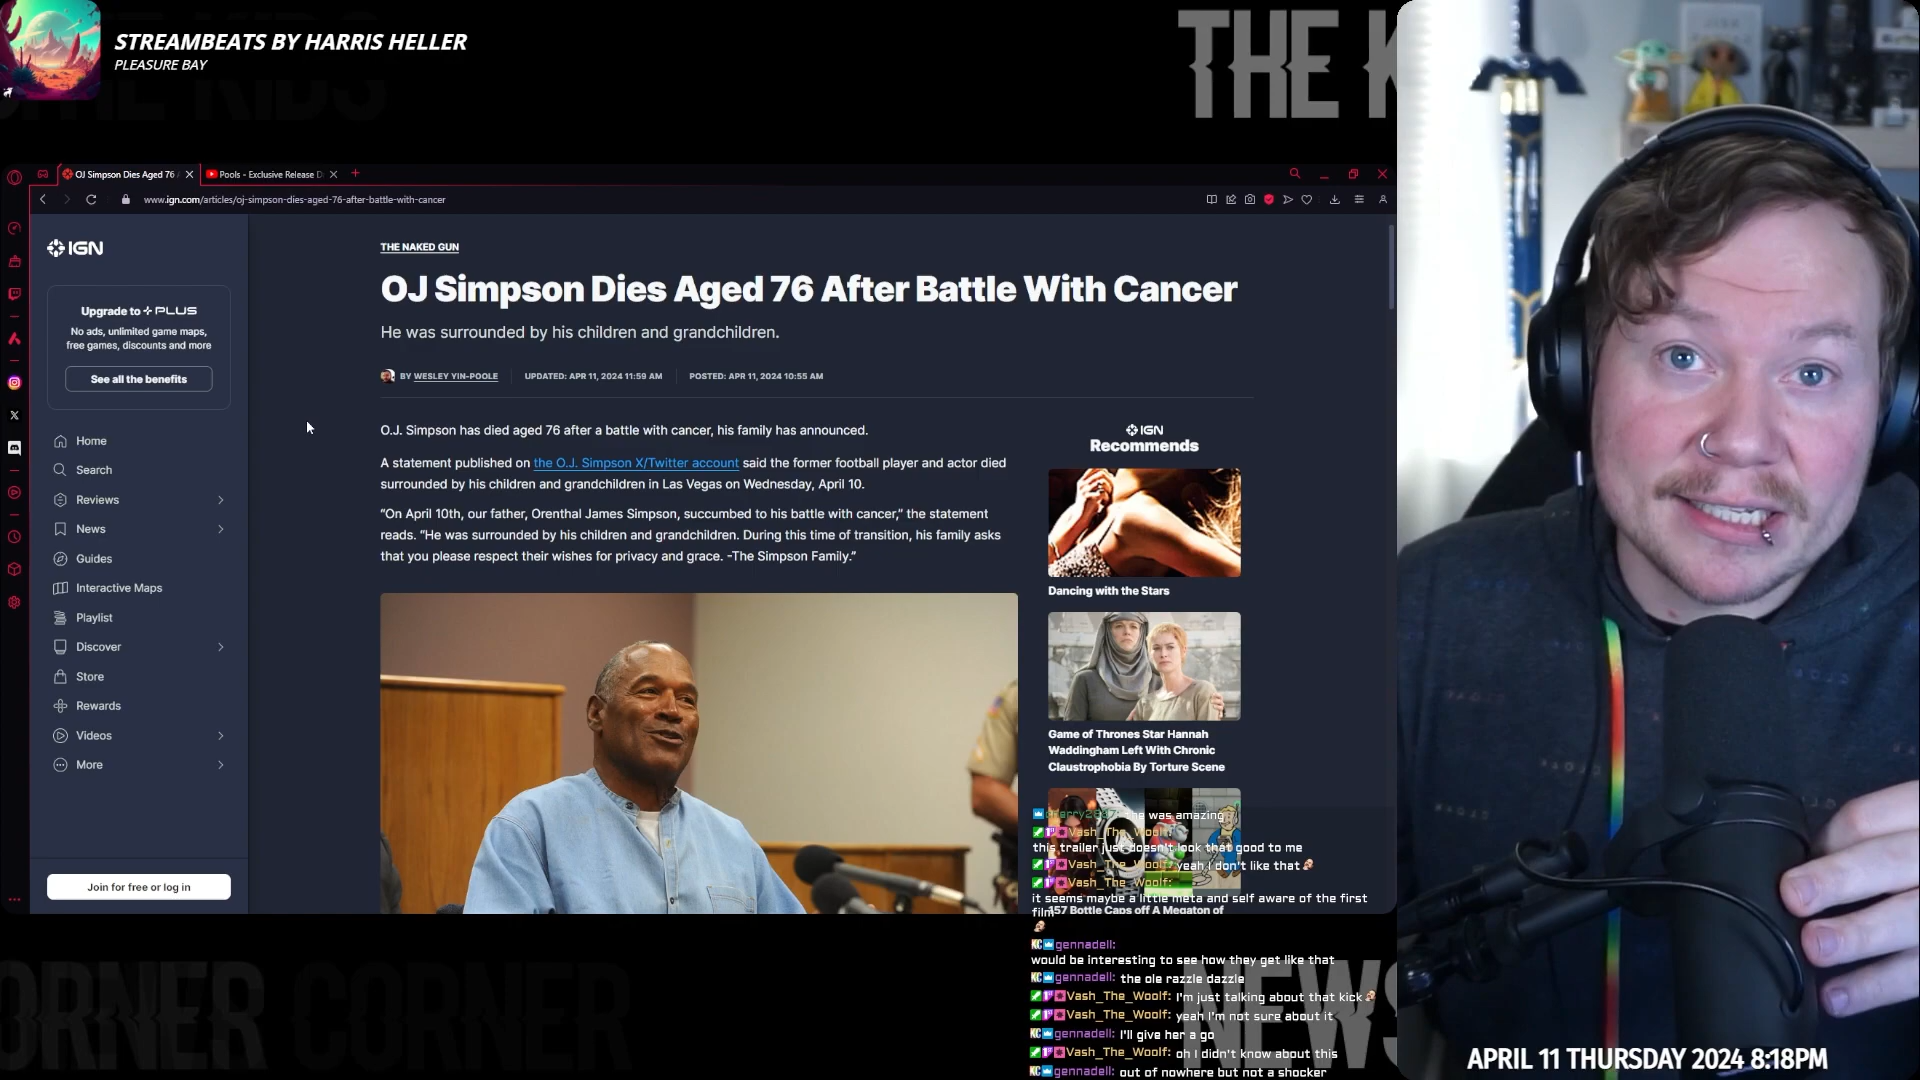 STREAMBEATS BY HARRIS HELLER
PLEASURE BAY
THE K
THE KIDS
OJ Simpson Dies Aged 76
Pools - Exclusive Release D
www.ign.com/articles/oj-simpson-dies-aged-76-after-battle-with-cancer
IGN
Upgrade to PLUS
No ads, unlimited game maps,
free games, discounts and more
See all the benefits
Home
Search
Reviews
News
Guides
Interactive Maps
Playlist
Discover
Store
Rewards
Videos
More
Join for free or log in
THE NAKED GUN
OJ Simpson Dies Aged 76 After Battle With Cancer
He was surrounded by his children and grandchildren.
BY WESLEY YIN-POOLE
UPDATED: APR 11, 2024 11:59 AM
POSTED: APR 11, 2024 10:55 AM
O.J. Simpson has died aged 76 after a battle with cancer, his family has announced.
A statement published on the O.J. Simpson X/Twitter account said the former football player and actor died
surrounded by his children and grandchildren in Las Vegas on Wednesday, April 10.
“On April 10th, our father, Orenthal James Simpson, succumbed to his battle with cancer,” the statement
reads. “He was surrounded by his children and grandchildren. During this time of transition, his family asks
that you please respect their wishes for privacy and grace. -The Simpson Family.”
IGN
Recommends
Dancing with the Stars
Game of Thrones Star Hannah
Waddingham Left With Chronic
Claustrophobia By Torture Scene
157 Bottle Caps off A Megaton of
was amazing
Vash_The_Woolf:
this trailer just doesn't look that good to me
Vash_The_Woolf: yeah I don't like that
Vash_The_Woolf:
it seems maybe a little meta and self aware of the first
film
KC gennadell:
would be interesting to see how they get like that
KC gennadell: the ole razzle dazzle
Vash_The_Woolf: I'm just talking about that kick
Vash_The_Woolf: yeah I'm not sure about it
KC gennadell: I'll give her a go
Vash_The_Woolf: oh I didn't know about this
KC gennadell: out of nowhere but not a shocker
ORNER CORNER
NEWS
APRIL 11 THURSDAY 2024 8:18PM